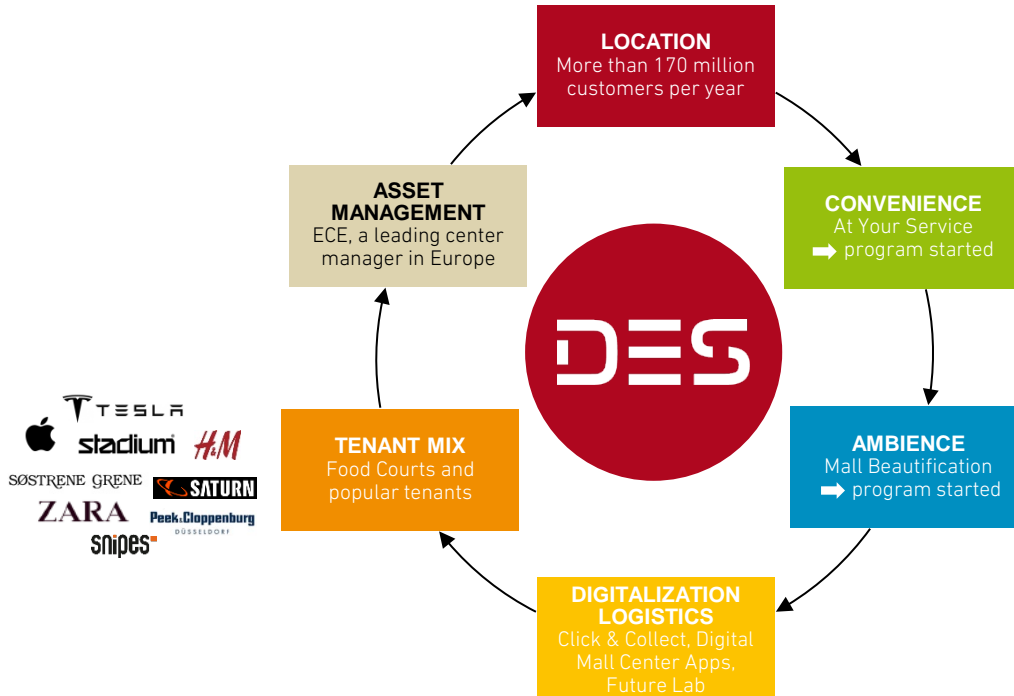 LOCATION
More than 170 million
customers per year
CONVENIENCE
At Your Service
➡ program started
AMBIENCE
Mall Beautification
➡ program started
DIGITALIZATION
LOGISTICS
Click & Collect, Digital
Mall Center Apps,
Future Lab
TENANT MIX
Food Courts and
popular tenants
ASSET
MANAGEMENT
ECE, a leading center
manager in Europe
DES
TESLA
stadium
H&M
SØSTRENE GRENE
SATURN
ZARA
Peek&Cloppenburg
DÜSSELDORF
snipes